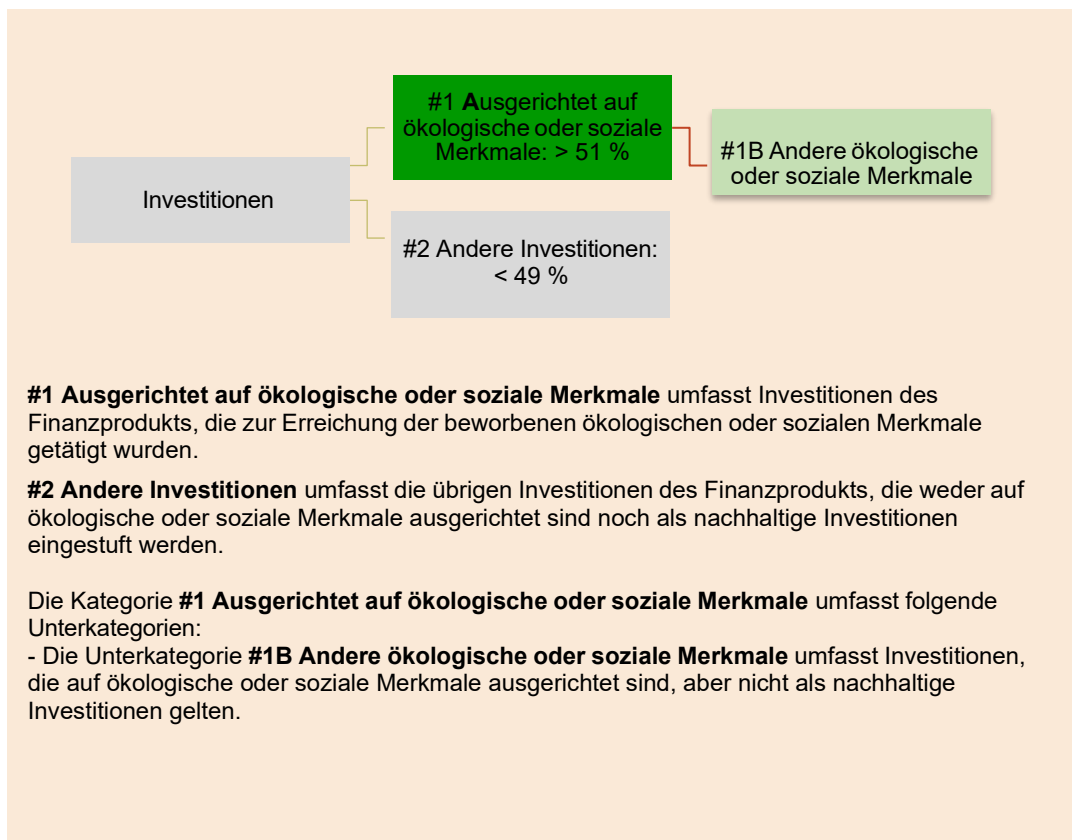 #1 Ausgerichtet auf
ökologische oder soziale
Merkmale: > 51 %
#1B Andere ökologische
oder soziale Merkmale
Investitionen
#2 Andere Investitionen:
< 49 %
#1 Ausgerichtet auf ökologische oder soziale Merkmale umfasst Investitionen des
Finanzprodukts, die zur Erreichung der beworbenen ökologischen oder sozialen Merkmale
getätigt wurden.
#2 Andere Investitionen umfasst die übrigen Investitionen des Finanzprodukts, die weder auf
ökologische oder soziale Merkmale ausgerichtet sind noch als nachhaltige Investitionen
eingestuft werden.
Die Kategorie #1 Ausgerichtet auf ökologische oder soziale Merkmale umfasst folgende
Unterkategorien:
- Die Unterkategorie #1B Andere ökologische oder soziale Merkmale umfasst Investitionen,
die auf ökologische oder soziale Merkmale ausgerichtet sind, aber nicht als nachhaltige
Investitionen gelten.